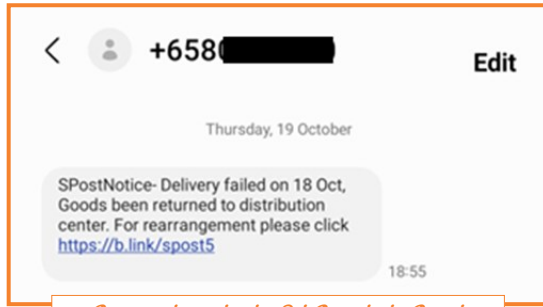 +658
Edit
Thursday, 19 October
SPostNotice- Delivery failed on 18 Oct,
Goods been returned to distribution
center. For rearrangement please click
https://b.link/spost5
18:55